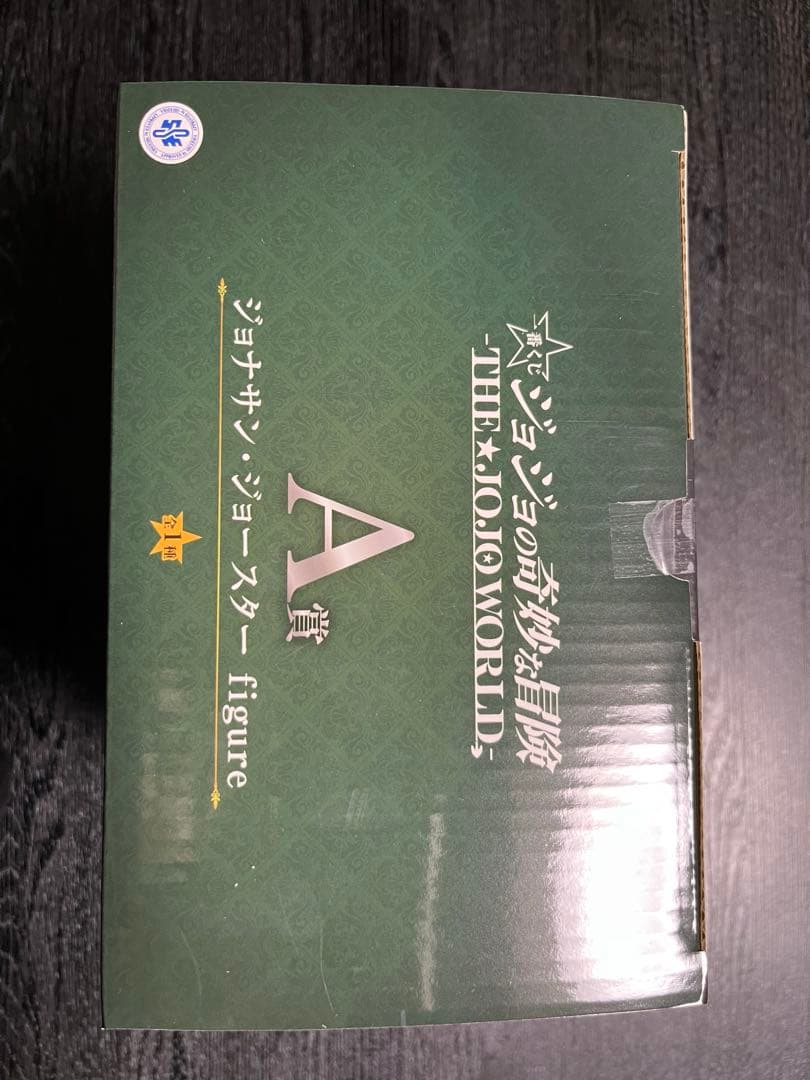 一番くじ
ジョジョの奇妙な冒険
-THE★JOJO WORLD-
A賞
ジョナサン・ジョースター figure
全1種